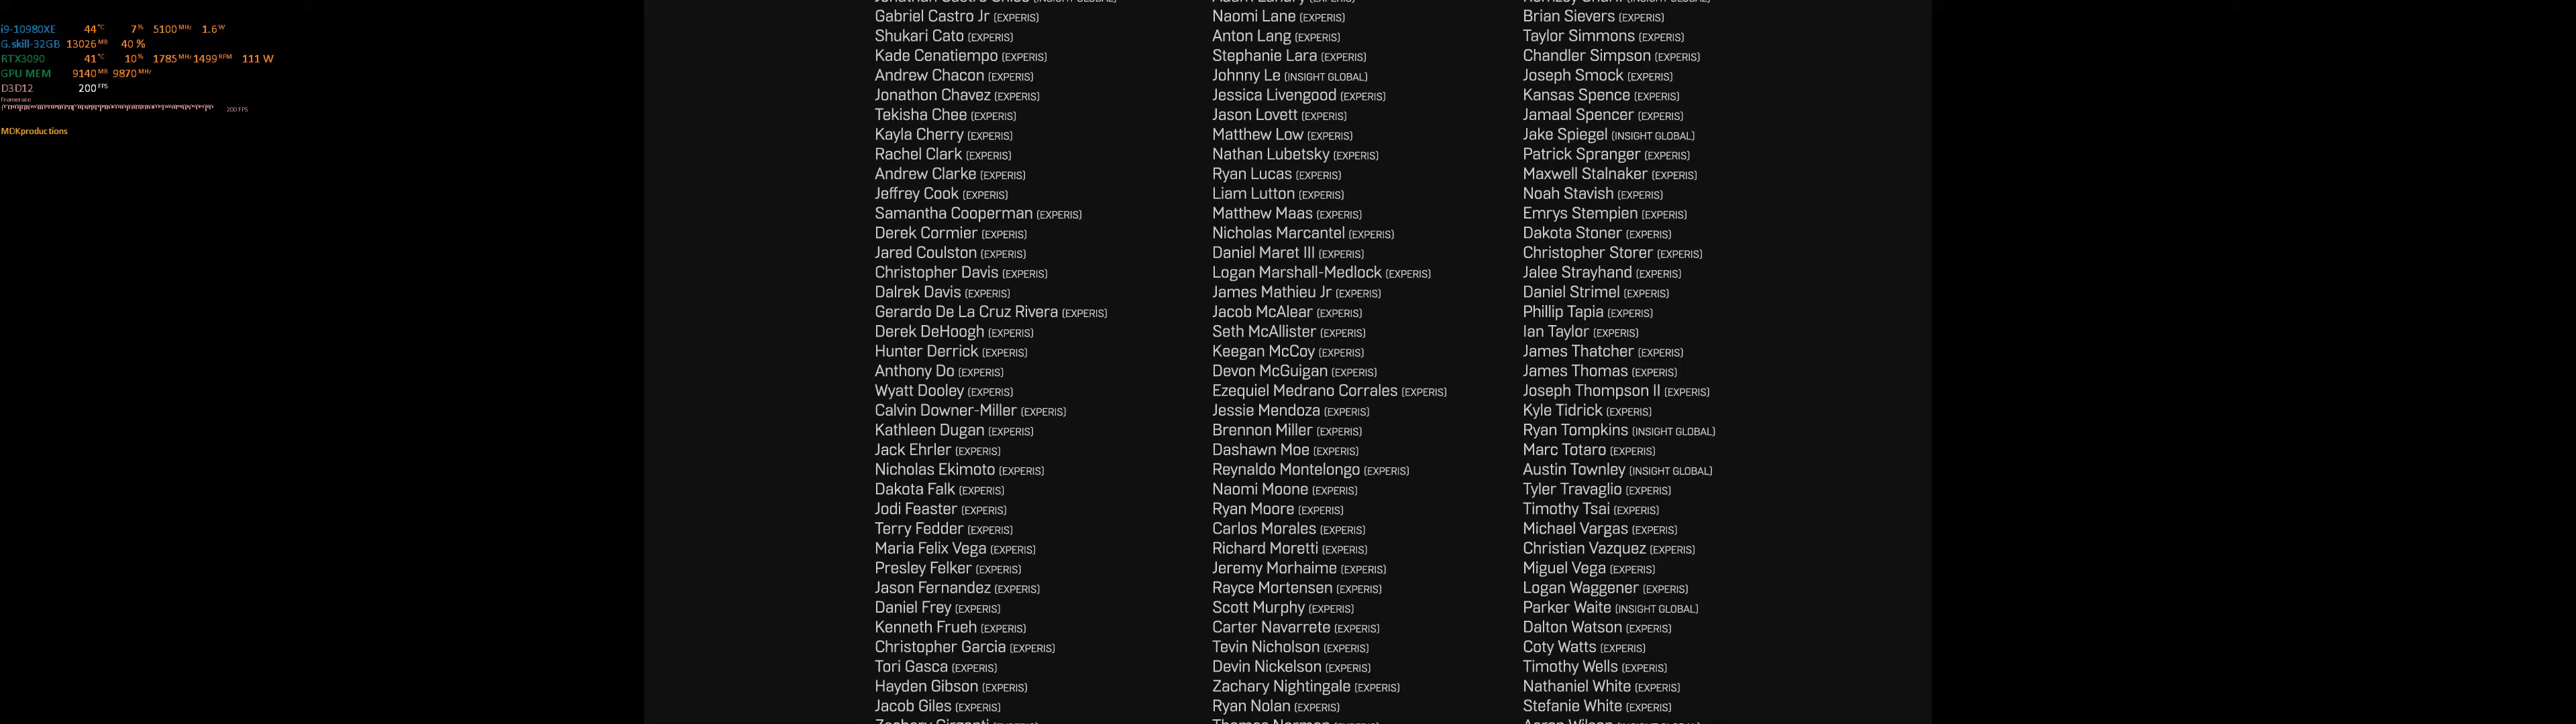 i9-10980XE 44 °C 7 % 5100 MHz 1.6 W
G.skill-32GB 13026 MB 40 %
RTX3090 41 °C 10 % 1785 MHz 1499 RPM 111 W
GPU MEM 9140 MB 9870 MHz
D3D12 200 FPS
Framerate
200 FPS
MDKproductions
Gabriel Castro Jr (EXPERIS)
Shukari Cato (EXPERIS)
Kade Cenatiempo (EXPERIS)
Andrew Chacon (EXPERIS)
Jonathon Chavez (EXPERIS)
Tekisha Chee (EXPERIS)
Kayla Cherry (EXPERIS)
Rachel Clark (EXPERIS)
Andrew Clarke (EXPERIS)
Jeffrey Cook (EXPERIS)
Samantha Cooperman (EXPERIS)
Derek Cormier (EXPERIS)
Jared Coulston (EXPERIS)
Christopher Davis (EXPERIS)
Dalrek Davis (EXPERIS)
Gerardo De La Cruz Rivera (EXPERIS)
Derek DeHoogh (EXPERIS)
Hunter Derrick (EXPERIS)
Anthony Do (EXPERIS)
Wyatt Dooley (EXPERIS)
Calvin Downer-Miller (EXPERIS)
Kathleen Dugan (EXPERIS)
Jack Ehrler (EXPERIS)
Nicholas Ekimoto (EXPERIS)
Dakota Falk (EXPERIS)
Jodi Feaster (EXPERIS)
Terry Fedder (EXPERIS)
Maria Felix Vega (EXPERIS)
Presley Felker (EXPERIS)
Jason Fernandez (EXPERIS)
Daniel Frey (EXPERIS)
Kenneth Frueh (EXPERIS)
Christopher Garcia (EXPERIS)
Tori Gasca (EXPERIS)
Hayden Gibson (EXPERIS)
Jacob Giles (EXPERIS)
Naomi Lane (EXPERIS)
Anton Lang (EXPERIS)
Stephanie Lara (EXPERIS)
Johnny Le (INSIGHT GLOBAL)
Jessica Livengood (EXPERIS)
Jason Lovett (EXPERIS)
Matthew Low (EXPERIS)
Nathan Lubetsky (EXPERIS)
Ryan Lucas (EXPERIS)
Liam Lutton (EXPERIS)
Matthew Maas (EXPERIS)
Nicholas Marcantel (EXPERIS)
Daniel Maret III (EXPERIS)
Logan Marshall-Medlock (EXPERIS)
James Mathieu Jr (EXPERIS)
Jacob McAlear (EXPERIS)
Seth McAllister (EXPERIS)
Keegan McCoy (EXPERIS)
Devon McGuigan (EXPERIS)
Ezequiel Medrano Corrales (EXPERIS)
Jessie Mendoza (EXPERIS)
Brennon Miller (EXPERIS)
Dashawn Moe (EXPERIS)
Reynaldo Montelongo (EXPERIS)
Naomi Moone (EXPERIS)
Ryan Moore (EXPERIS)
Carlos Morales (EXPERIS)
Richard Moretti (EXPERIS)
Jeremy Morhaime (EXPERIS)
Rayce Mortensen (EXPERIS)
Scott Murphy (EXPERIS)
Carter Navarrete (EXPERIS)
Tevin Nicholson (EXPERIS)
Devin Nickelson (EXPERIS)
Zachary Nightingale (EXPERIS)
Ryan Nolan (EXPERIS)
Brian Sievers (EXPERIS)
Taylor Simmons (EXPERIS)
Chandler Simpson (EXPERIS)
Joseph Smock (EXPERIS)
Kansas Spence (EXPERIS)
Jamaal Spencer (EXPERIS)
Jake Spiegel (INSIGHT GLOBAL)
Patrick Spranger (EXPERIS)
Maxwell Stalnaker (EXPERIS)
Noah Stavish (EXPERIS)
Emrys Stempien (EXPERIS)
Dakota Stoner (EXPERIS)
Christopher Storer (EXPERIS)
Jalee Strayhand (EXPERIS)
Daniel Strimel (EXPERIS)
Phillip Tapia (EXPERIS)
Ian Taylor (EXPERIS)
James Thatcher (EXPERIS)
James Thomas (EXPERIS)
Joseph Thompson II (EXPERIS)
Kyle Tidrick (EXPERIS)
Ryan Tompkins (INSIGHT GLOBAL)
Marc Totaro (EXPERIS)
Austin Townley (INSIGHT GLOBAL)
Tyler Travaglio (EXPERIS)
Timothy Tsai (EXPERIS)
Michael Vargas (EXPERIS)
Christian Vazquez (EXPERIS)
Miguel Vega (EXPERIS)
Logan Waggener (EXPERIS)
Parker Waite (INSIGHT GLOBAL)
Dalton Watson (EXPERIS)
Coty Watts (EXPERIS)
Timothy Wells (EXPERIS)
Nathaniel White (EXPERIS)
Stefanie White (EXPERIS)